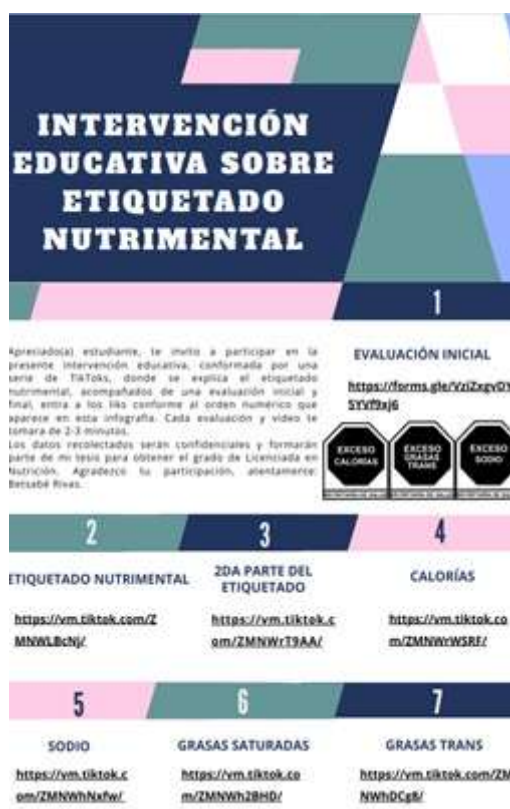 INTERVENCIÓN
EDUCATIVA SOBRE
ETIQUETADO
NUTRIMENTAL
1
Apreciado(a) estudiante, te invito a participar en la
presente intervención educativa, conformada por una
serie de TikToks, donde se explica el etiquetado
nutrimental, acompañados de una evaluación inicial y
final, entra a los liks conforme al orden numérico que
aparece en esta infografía. Cada evaluación y video te
tomara de 2-3 minutos.
Los datos recolectados serán confidenciales y formarán
parte de mi tesis para obtener el grado de Licenciada en
Nutrición. Agradezco tu participación, atentamente:
Betsabé Rivas.
EVALUACIÓN INICIAL
https://forms.gle/VziZxgvDY
SYVf9xj6
EXCESO
CALORÍAS
EXCESO
GRASAS
TRANS
EXCESO
SODIO
2
ETIQUETADO NUTRIMENTAL
https://vm.tiktok.com/Z
MNWLBcNj/
3
2DA PARTE DEL
ETIQUETADO
https://vm.tiktok.c
om/ZMNWrT9AA/
4
CALORÍAS
https://vm.tiktok.co
m/ZMNWrWSRF/
5
SODIO
https://vm.tiktok.c
om/ZMNWhNxfw/
6
GRASAS SATURADAS
https://vm.tiktok.co
m/ZMNWh2BHD/
7
GRASAS TRANS
https://vm.tiktok.com/ZM
NWhDCg8/